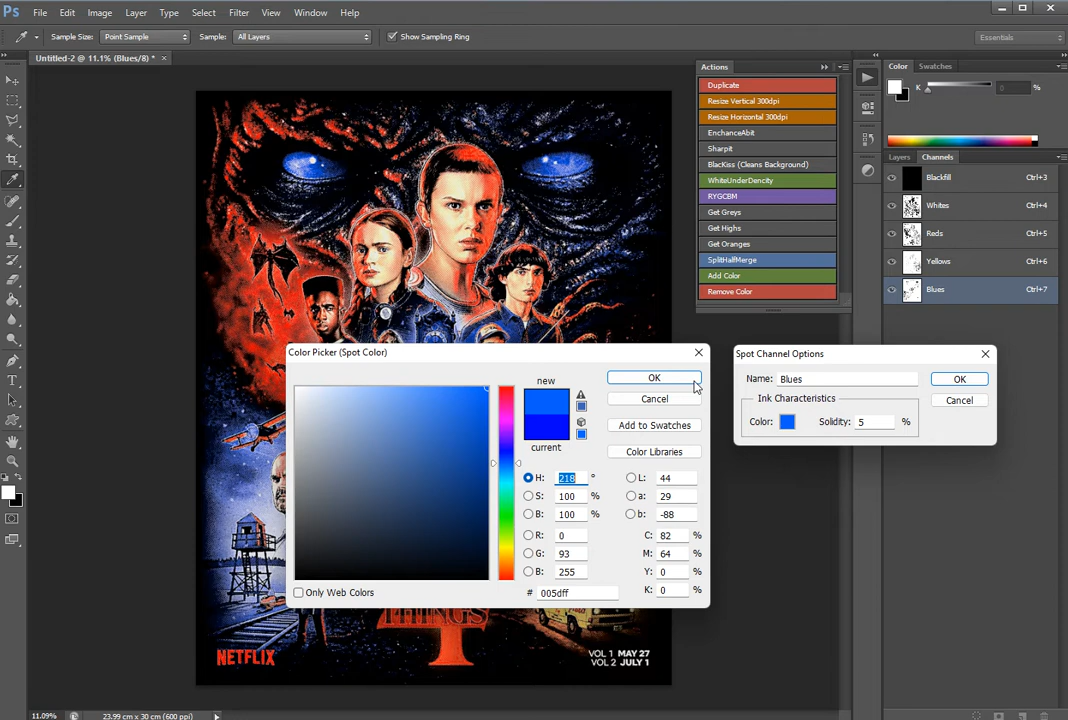 Ps File Edit Image Layer Type Select Filter View Window Help
Sample Size: Point Sample Sample: All Layers Show Sampling Ring Essentials
Untitled-2 @ 11.1% (Blues/8) * ×
Actions
Duplicate
Resize Vertical 300dpi
Resize Horizontal 300dpi
EnchanceAbit
Sharpit
BlacKiss (Cleans Background)
WhiteUnderDencity
RYGCBM
Get Greys
Get Highs
Get Oranges
SplitHalfMerge
Add Color
Remove Color
Color Swatches
K 0 %
Layers Channels
Blackfill Ctrl+3
Whites Ctrl+4
Reds Ctrl+5
Yellows Ctrl+6
Blues Ctrl+7
Color Picker (Spot Color)
new
current
OK
Cancel
Add to Swatches
Color Libraries
H: 218 °
S: 100 %
B: 100 %
R: 0
G: 93
B: 255
L: 44
a: 29
b: -88
C: 82 %
M: 64 %
Y: 0 %
K: 0 %
# 005dff
Only Web Colors
Spot Channel Options
Name: Blues
Ink Characteristics
Color: Solidity: 5 %
OK
Cancel
THINGS
NETFLIX
VOL 1 MAY 27
VOL 2 JULY 1
11.09% 23.99 cm x 30 cm (600 ppi)